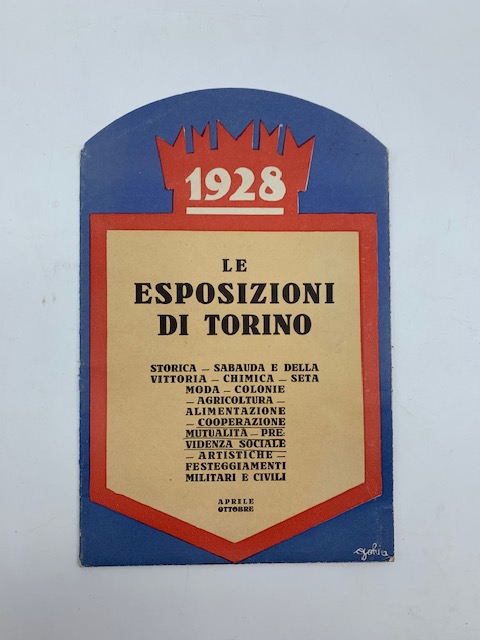 1928
LE
ESPOSIZIONI
DI TORINO
STORICA — SABAUDA E DELLA
VITTORIA — CHIMICA — SETA
MODA — COLONIE
— AGRICOLTURA —
ALIMENTAZIONE
— COOPERAZIONE
MUTUALITÀ — PRE-
VIDENZA SOCIALE
— ARTISTICHE —
FESTEGGIAMENTI
MILITARI E CIVILI
APRILE
OTTOBRE